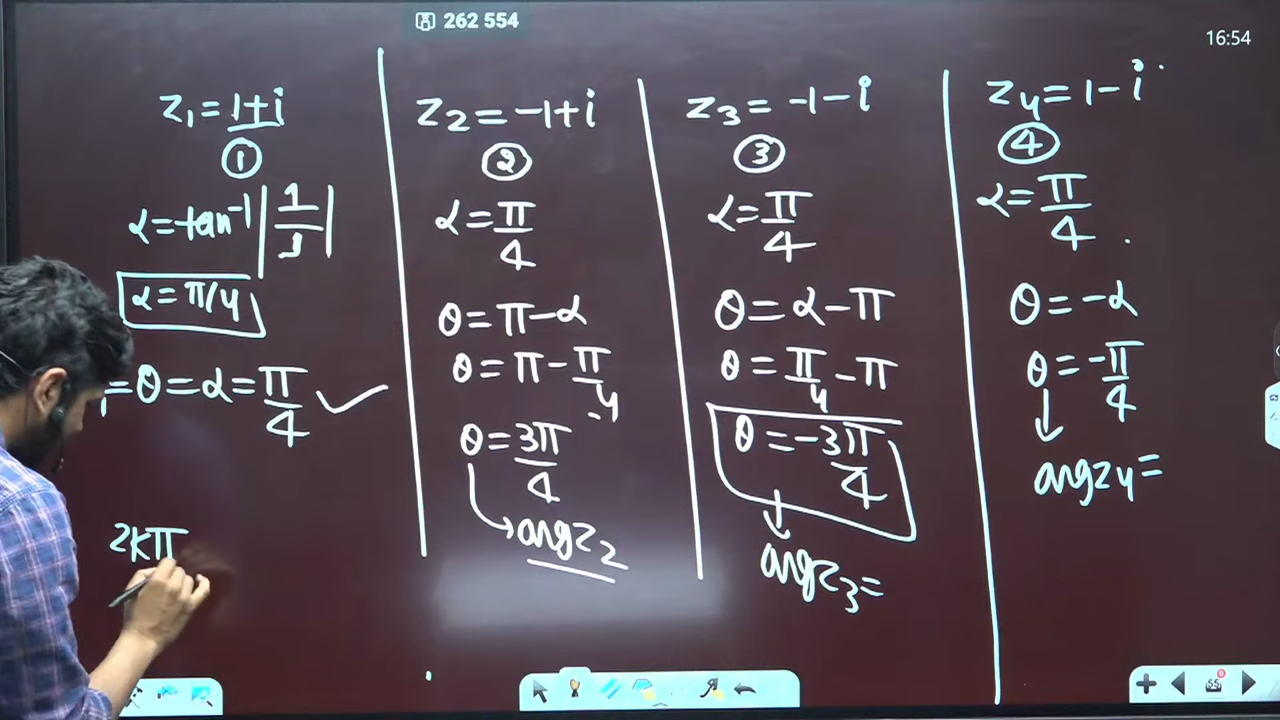 262 554
16:54
z₁ = 1+i
①
α = tan⁻¹ |1/1|
α = π/4
= θ = α = π/4 ✓
2kπ
z₂ = -1+i
②
α = π/4
θ = π-α
θ = π - π/4
θ = 3π/4
arg z₂
z₃ = -1-i
③
α = π/4
θ = α-π
θ = π/4 - π
θ = -3π/4
arg z₃ =
z₄ = 1-i
④
α = π/4
θ = -α
θ = -π/4
arg z₄ =